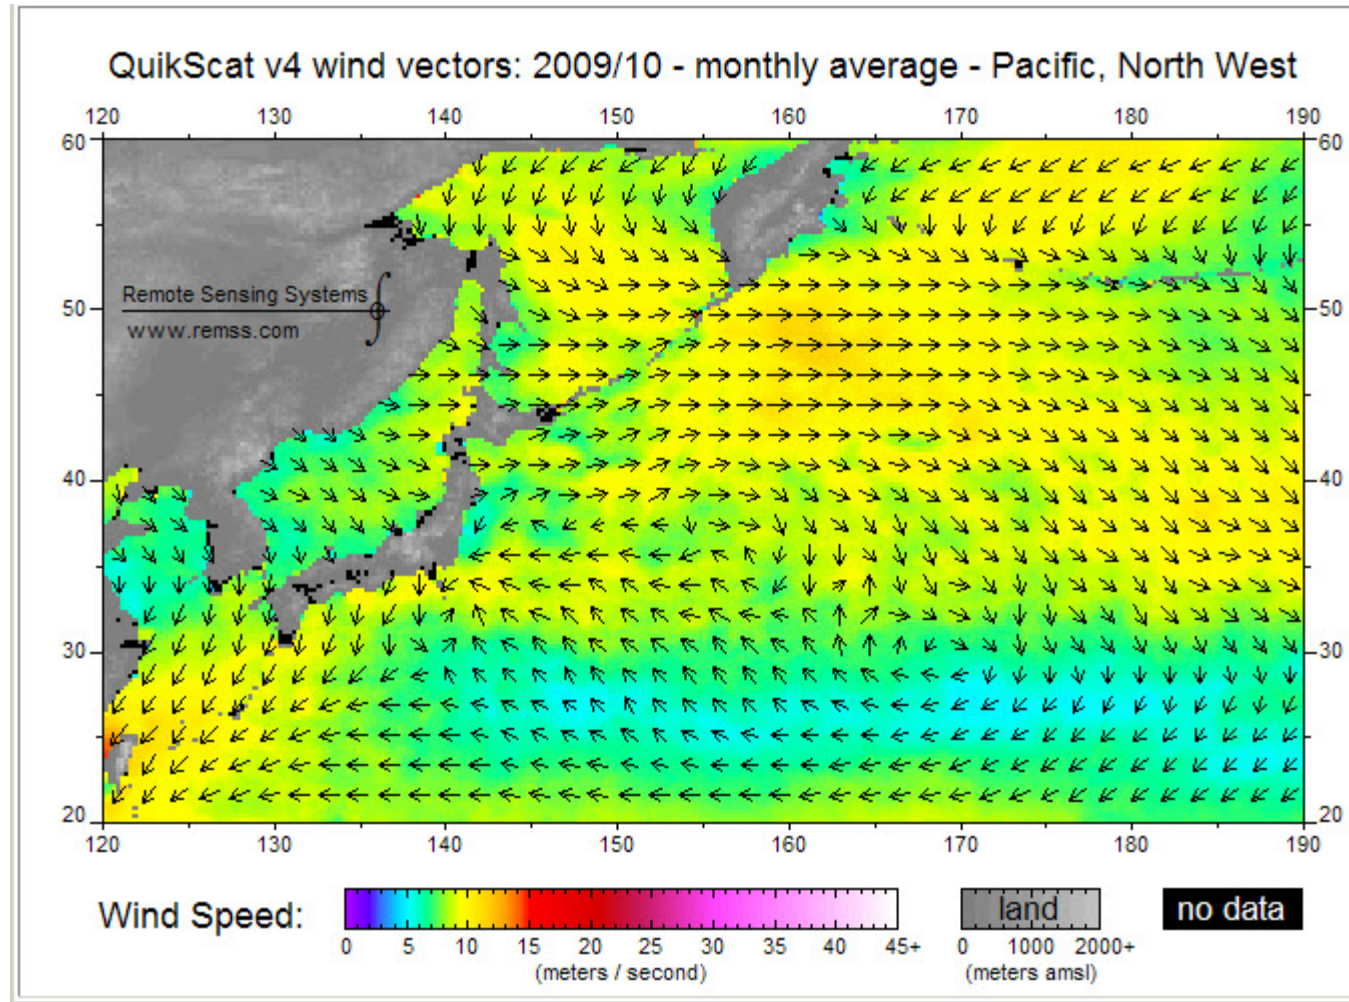 QuikScat v4 wind vectors: 2009/10 - monthly average - Pacific, North West
120 130 140 150 160 170 180 190
60 60
Remote Sensing Systems
50 50
www.remss.com
40 40
30 30
20 20
120 130 140 150 160 170 180 190
Wind Speed: land no data
0 5 10 15 20 25 30 35 40 45+ 0 1000 2000+
(meters / second) (meters amsl)